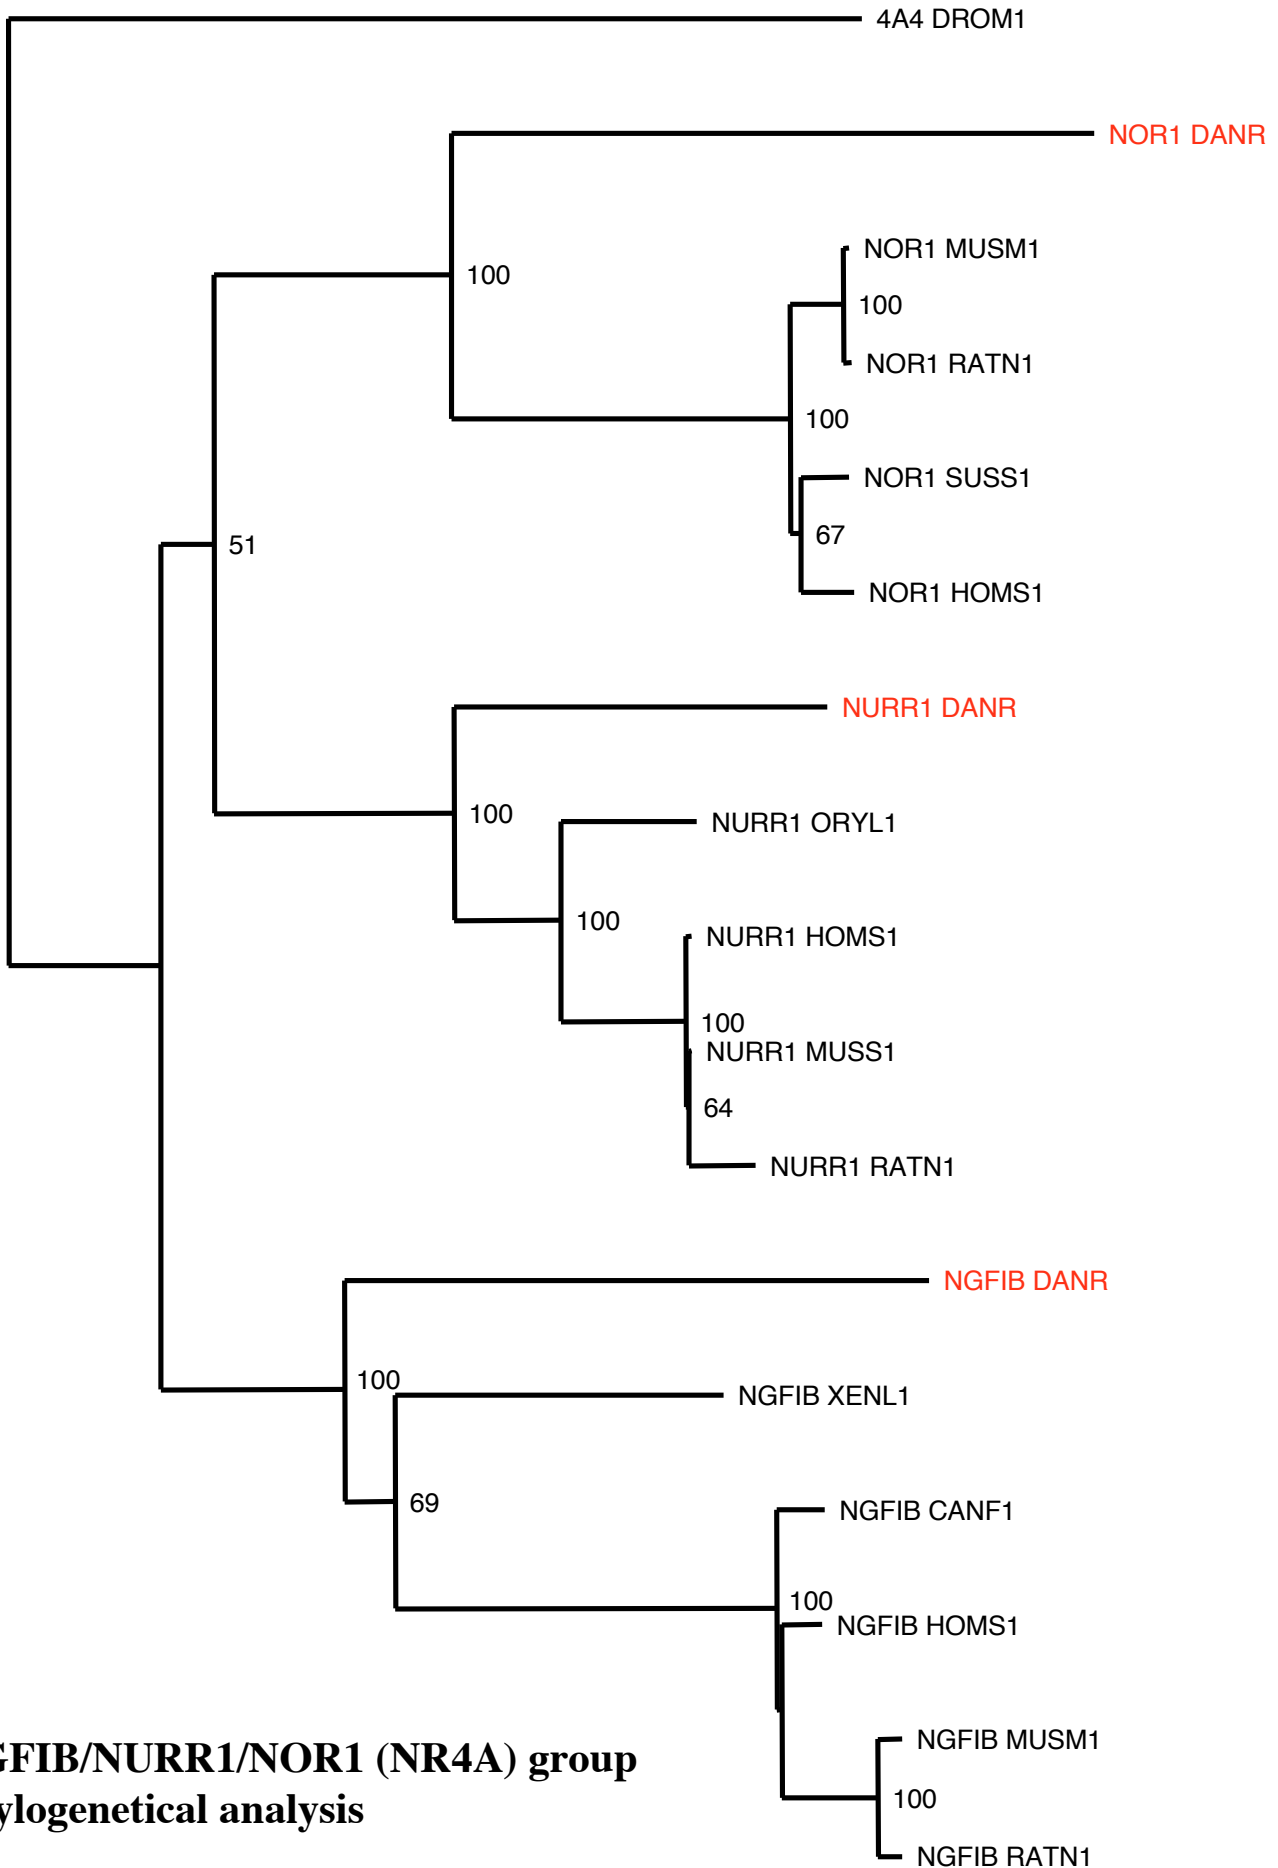 4A4 DROM1
NOR1 DANR
NOR1 MUSM1
100
100
NOR1 RATN1
100
NOR1 SUSS1
67
51
NOR1 HOMS1
NURR1 DANR
100
NURR1 ORYL1
100
NURR1 HOMS1
100
NURR1 MUSS1
64
NURR1 RATN1
NGFIB DANR
100
NGFIB XENL1
69
NGFIB CANF1
100
NGFIB HOMS1
NGFIB MUSM1
GFIB/NURR1/NOR1 (NR4A) group
100
ylogenetical analysis
NGFIB RATN1